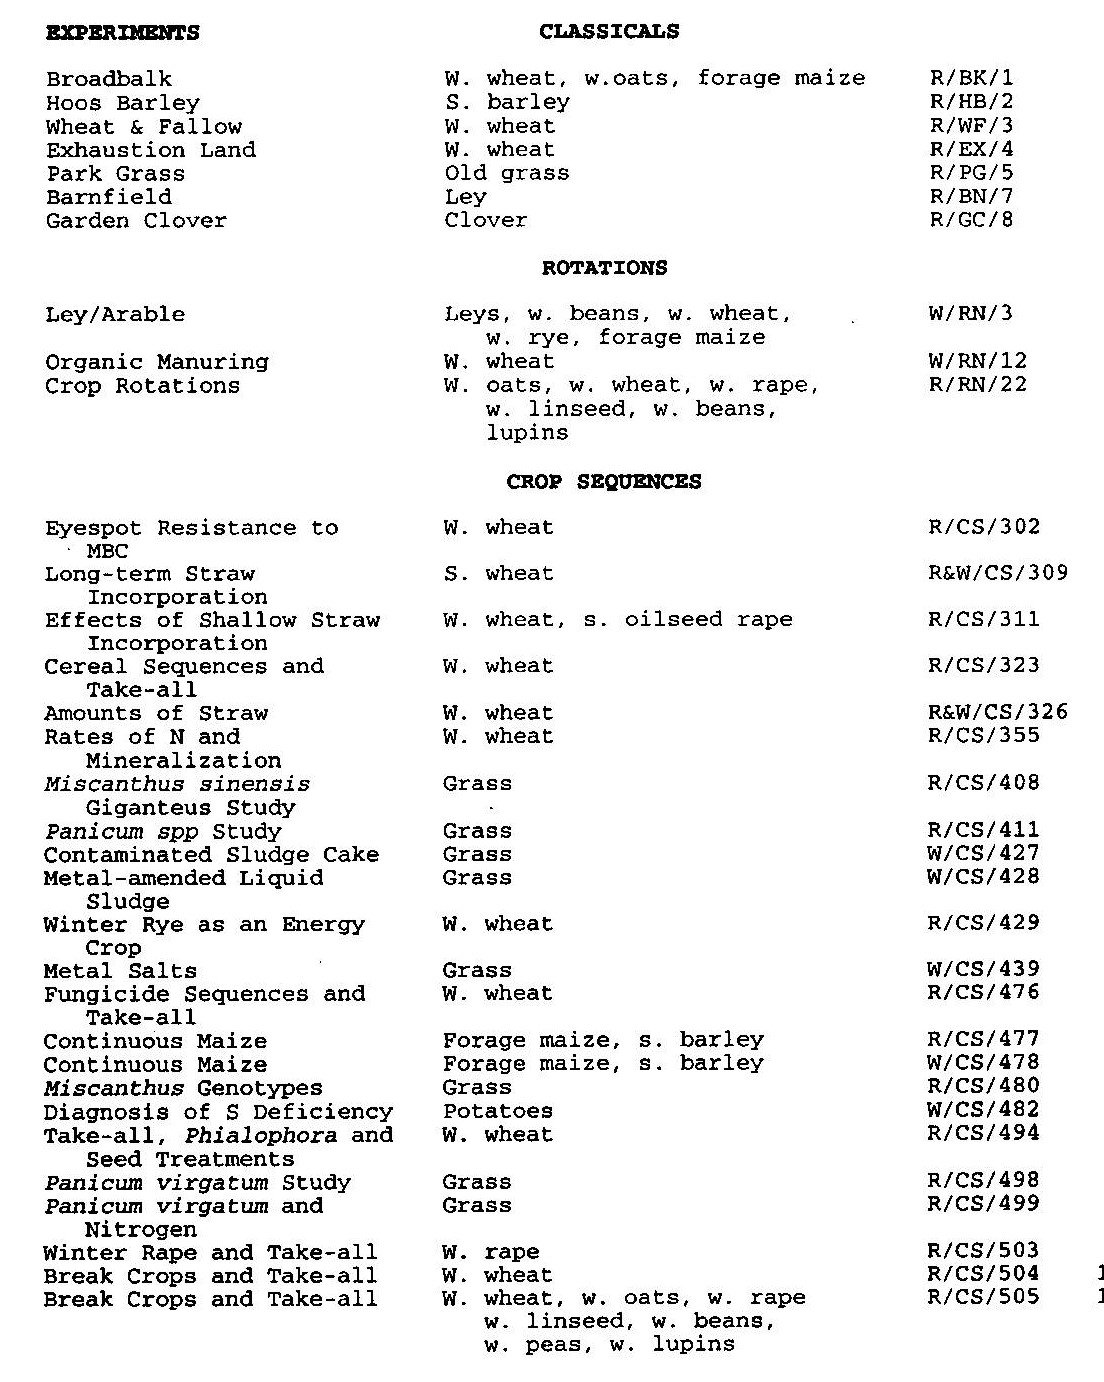 EXPERIMENTS CLASSICALS
Broadbalk W. wheat, w.oats, forage maize R/BK/1
Hoos Barley S. barley R/HB/2
Wheat & Fallow W. wheat R/WF/3
Exhaustion Land W. wheat R/EX/4
Park Grass Old grass R/PG/5
Barnfield Ley R/BN/7
Garden Clover Clover R/GC/8
ROTATIONS
Ley/Arable Leys, w. beans, w. wheat, W/RN/3
w. rye, forage maize
Organic Manuring W. wheat W/RN/12
Crop Rotations W. oats, w. wheat, w. rape, R/RN/22
w. linseed, w. beans,
lupins
CROP SEQUENCES
Eyespot Resistance to W. wheat R/CS/302
MBC
Long-term Straw S. wheat R&W/CS/309
Incorporation
Effects of Shallow Straw W. wheat, s. oilseed rape R/CS/311
Incorporation
Cereal Sequences and W. wheat R/CS/323
Take-all
Amounts of Straw W. wheat R&W/CS/326
Rates of N and W. wheat R/CS/355
Mineralization
Miscanthus sinensis Grass R/CS/408
Giganteus Study
Panicum spp Study Grass R/CS/411
Contaminated Sludge Cake Grass W/CS/427
Metal-amended Liquid Grass W/CS/428
Sludge
Winter Rye as an Energy W. wheat R/CS/429
Crop
Metal Salts Grass W/CS/439
Fungicide Sequences and W. wheat R/CS/476
Take-all
Continuous Maize Forage maize, s. barley R/CS/477
Continuous Maize Forage maize, s. barley W/CS/478
Miscanthus Genotypes Grass R/CS/480
Diagnosis of S Deficiency Potatoes W/CS/482
Take-all, Phialophora and W. wheat R/CS/494
Seed Treatments
Panicum virgatum Study Grass R/CS/498
Panicum virgatum and Grass R/CS/499
Nitrogen
Winter Rape and Take-all W. rape R/CS/503
Break Crops and Take-all W. wheat R/CS/504 1
Break Crops and Take-all W. wheat, w. oats, w. rape R/CS/505 1
w. linseed, w. beans,
w. peas, w. lupins